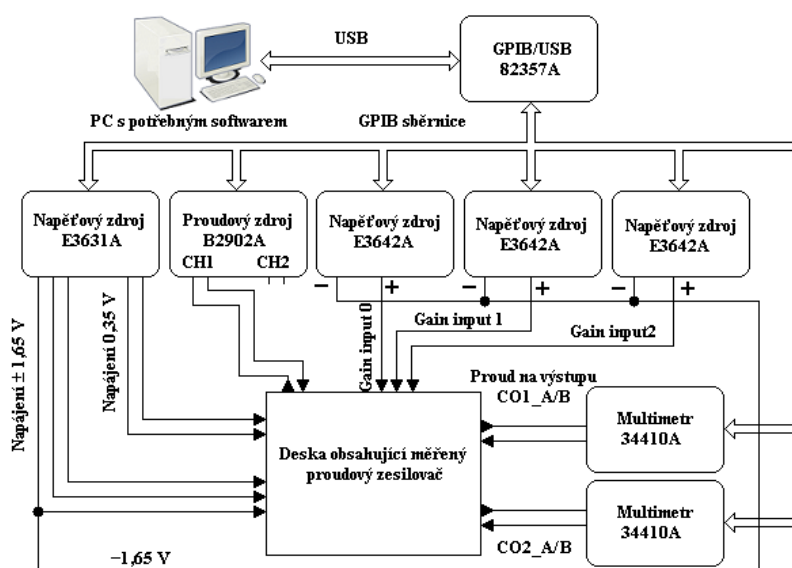 USB
GPIB/USB
82357A
PC s potřebným softwarem
GPIB sběrnice
Napěťový zdroj
E3631A
Proudový zdroj
B2902A
CH1
CH2
Napěťový zdroj
E3642A
Napěťový zdroj
E3642A
Napěťový zdroj
E3642A
− +
− +
− +
Napájení ± 1,65 V
Napájení 0,35 V
Gain input 0
Gain input 1
Gain input2
Proud na výstupu
CO1_A/B
Multimetr
34410A
Deska obsahující měřený
proudový zesilovač
Multimetr
34410A
CO2_A/B
−1,65 V